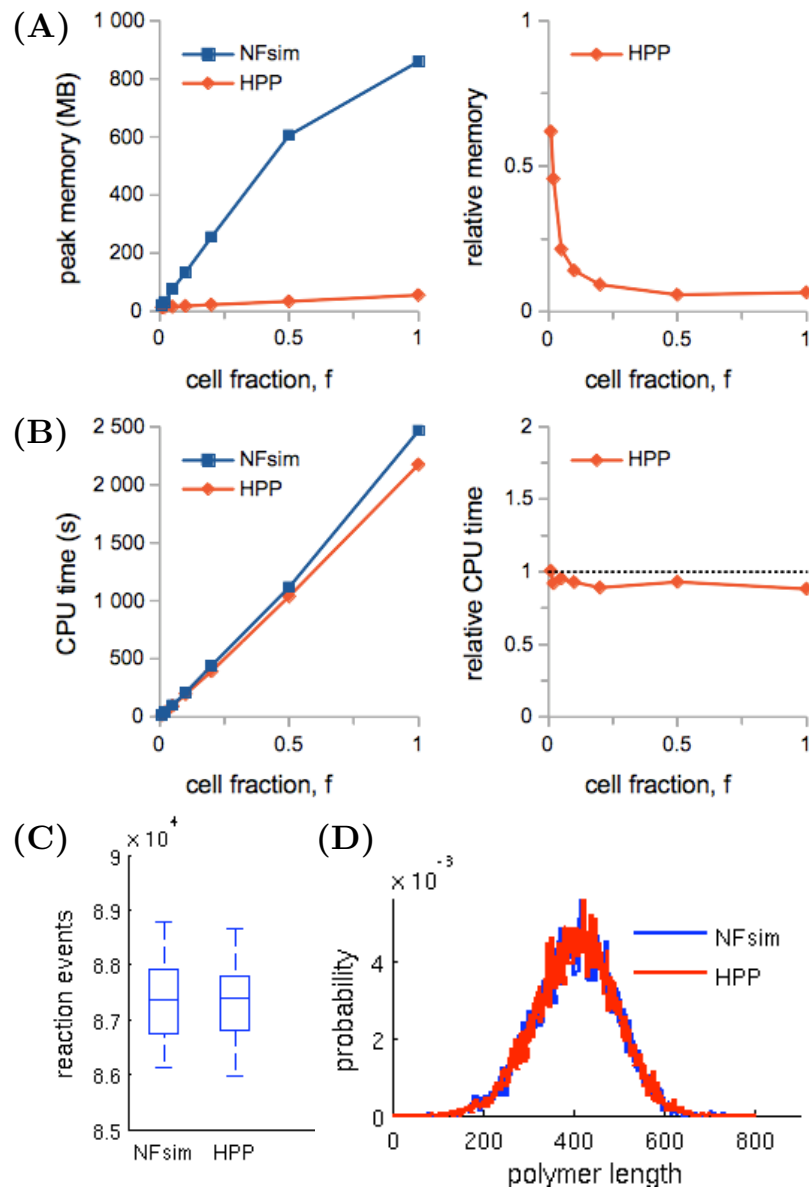 (A)
1 000
800
600
400
200
0
peak memory (MB)
NFsim
HPP
0
0.5
1
cell fraction, f
1
0.5
0
relative memory
HPP
0
0.5
1
cell fraction, f
(B)
2 500
2 000
1 500
1 000
500
0
CPU time (s)
NFsim
HPP
0
0.5
1
cell fraction, f
2
1.5
1
0.5
0
relative CPU time
HPP
0
0.5
1
cell fraction, f
(C)
× 10⁴
9
8.9
8.8
8.7
8.6
8.5
reaction events
NFsim HPP
(D)
× 10⁻³
4
2
0
probability
NFsim
HPP
0 200 400 600 800
polymer length